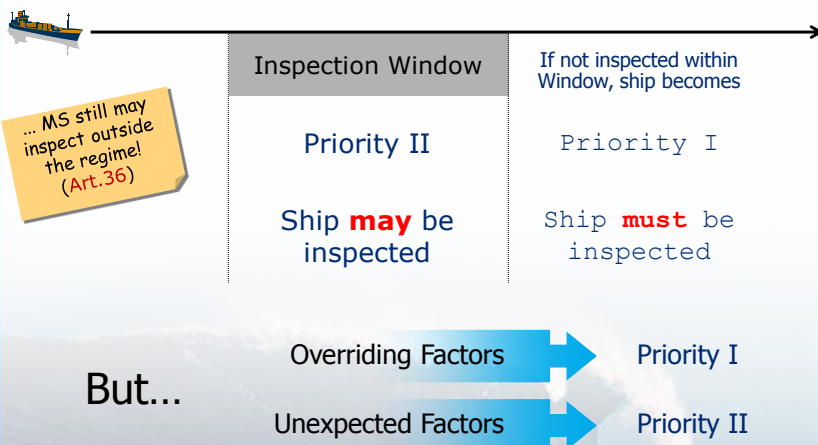 Inspection Window
If not inspected within
Window, ship becomes
... MS still may
inspect outside
the regime!
(Art.36)
Priority II
Priority I
Ship may be
inspected
Ship must be
inspected
But...
Overriding Factors
Priority I
Unexpected Factors
Priority II